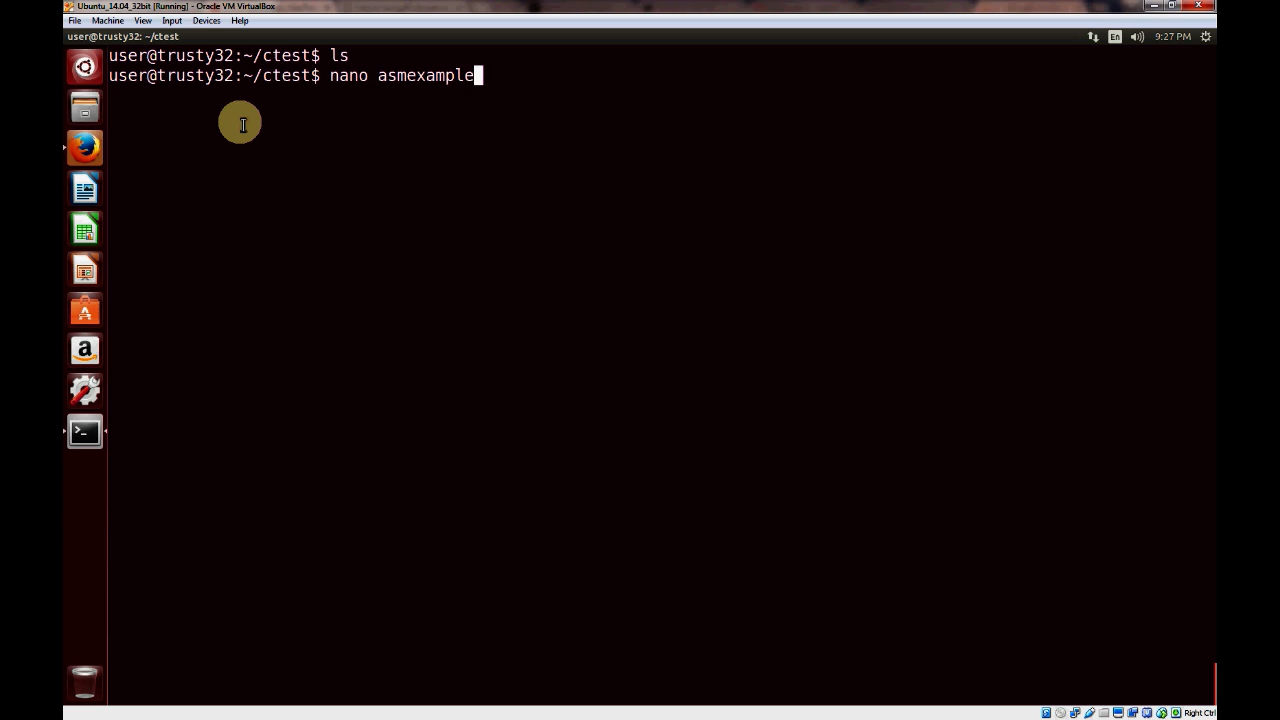 Ubuntu_14.04_32bit [Running] - Oracle VM VirtualBox
File Machine View Input Devices Help
user@trusty32: ~/ctest En 9:27 PM
user@trusty32:~/ctest$ ls
user@trusty32:~/ctest$ nano asmexample
Right Ctrl